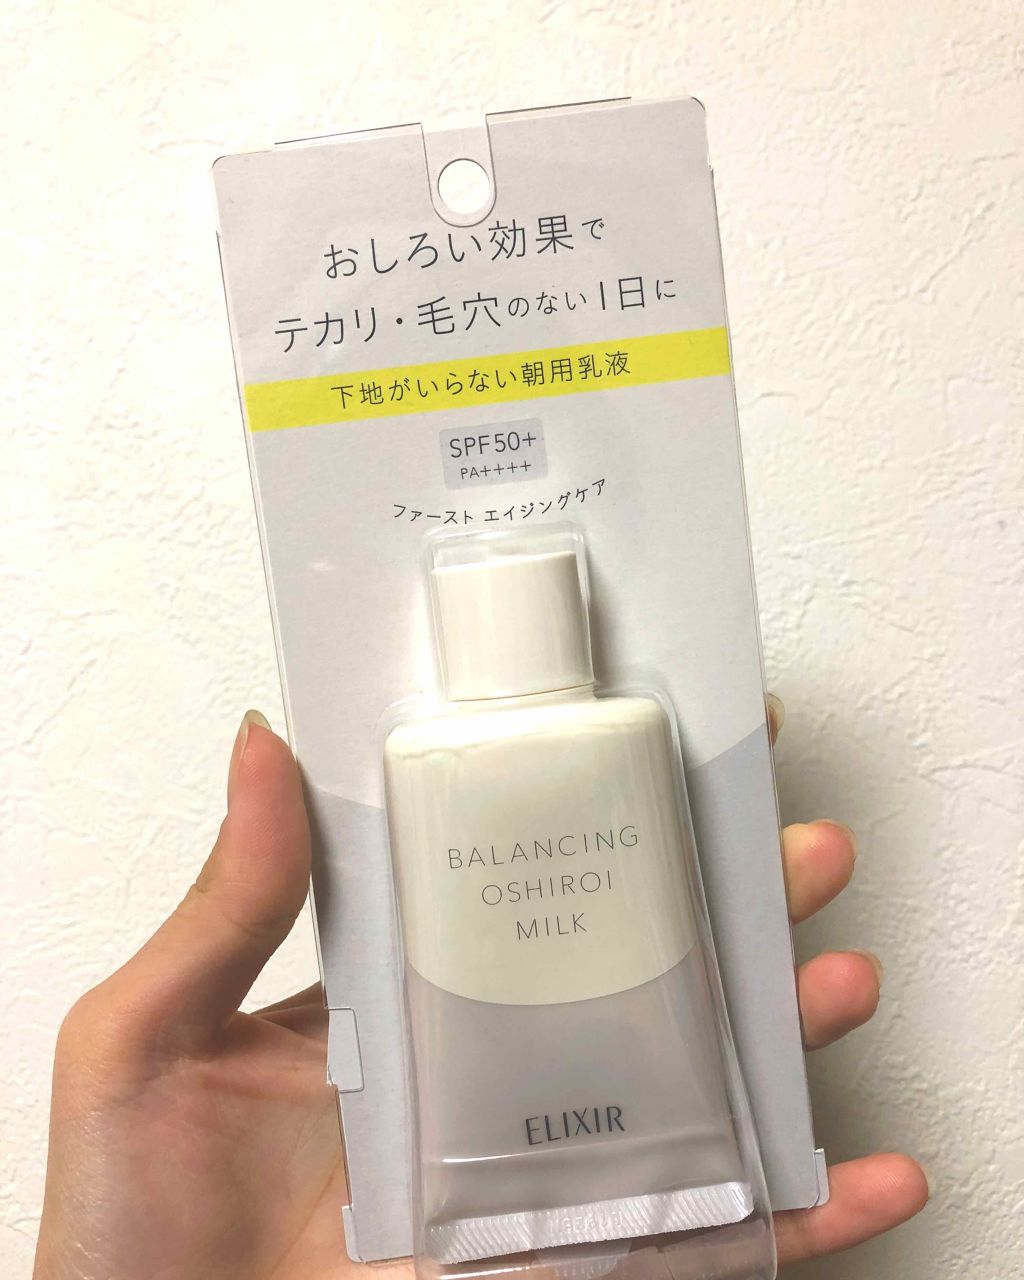 おしろい効果で
テカリ・毛穴のない1日に
下地がいらない朝用乳液
SPF50+
PA++++
ファースト エイジングケア
BALANCING
OSHIROI
MILK
ELIXIR